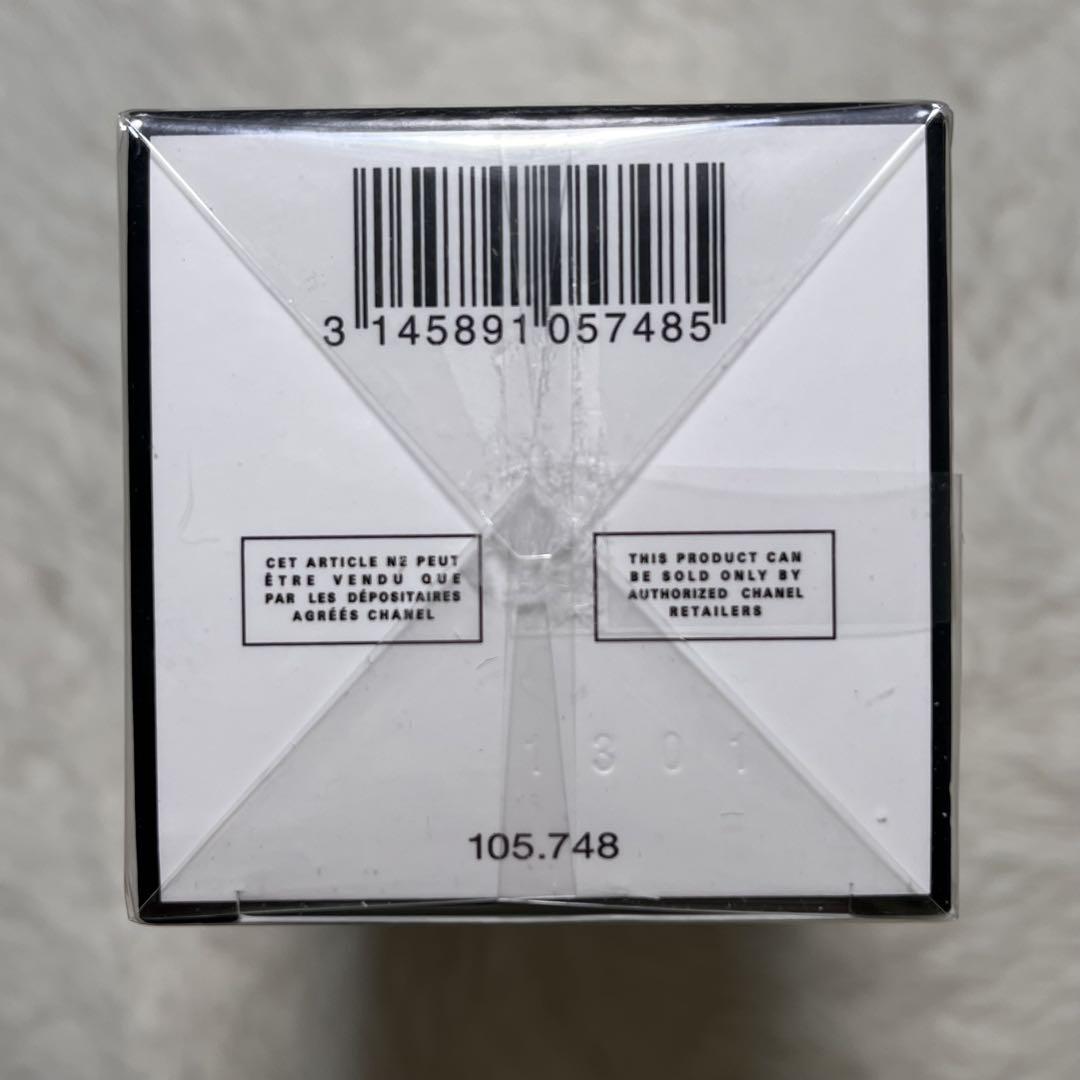 3 145891 057485
CET ARTICLE NE PEUT
ÊTRE VENDU QUE
PAR LES DÉPOSITAIRES
AGRÉÉS CHANEL
THIS PRODUCT CAN
BE SOLD ONLY BY
AUTHORIZED CHANEL
RETAILERS
1301
105.748